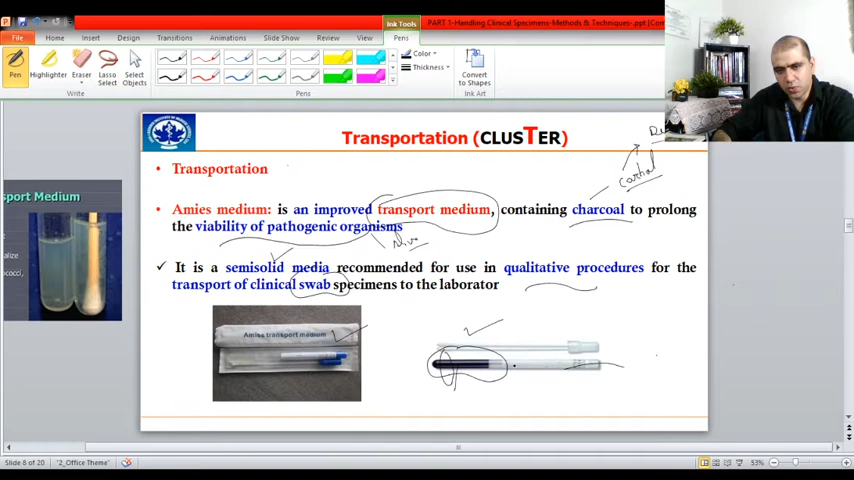 Ink Tools
PART 1-Handling Clinical Specimens-Methods & Techniques-.ppt [Com
File Home Insert Design Transitions Animations Slide Show Review View Pens
Pen Highlighter Eraser Lasso Select Select Objects
Color
Thickness
Convert to Shapes
Write
Pens
Ink Art
Transportation (CLUSTER)
• Transportation
• Amies medium: is an improved transport medium, containing charcoal to prolong
the viability of pathogenic organisms
✓ It is a semisolid media recommended for use in qualitative procedures for the
transport of clinical swab specimens to the laborator
Amies transport medium
sport Medium
Slide 8 of 20
"2_Office Theme"
53%